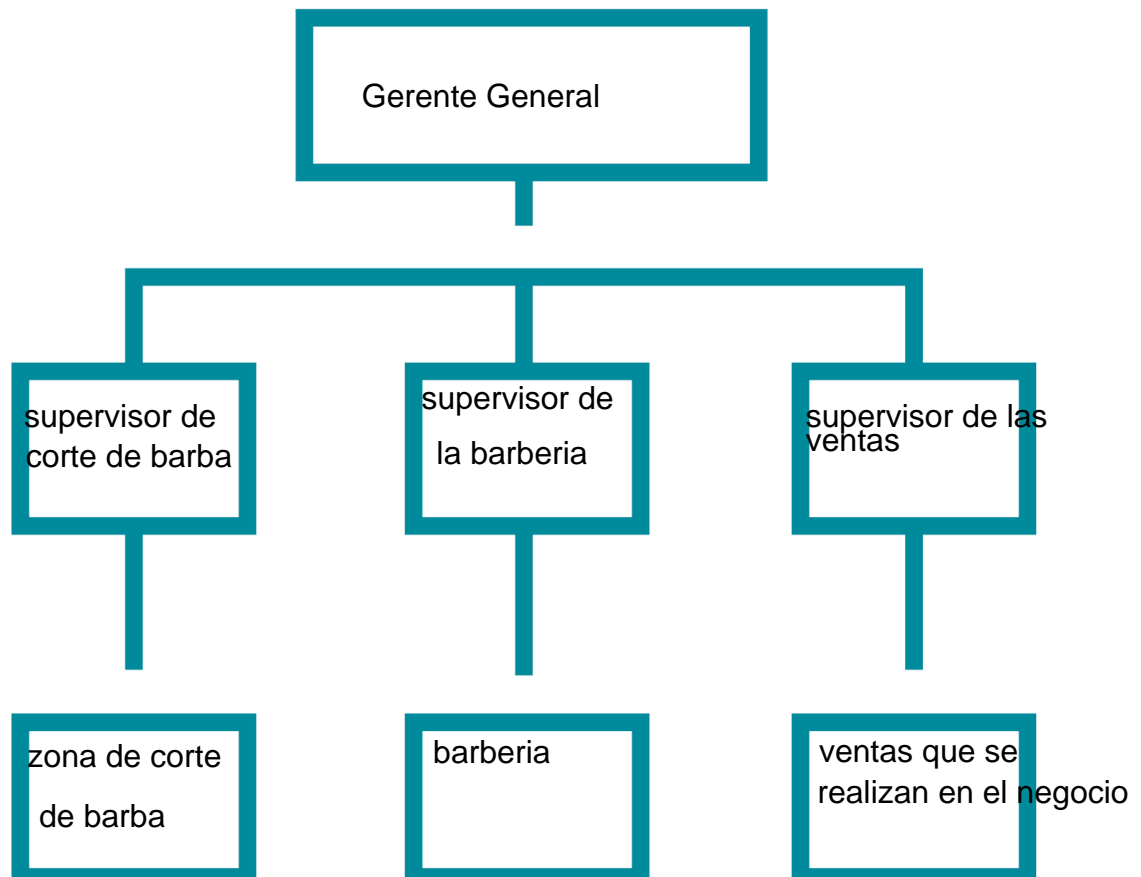 Gerente General
supervisor de
corte de barba
supervisor de
la barberia
supervisor de las
ventas
zona de corte
de barba
barberia
ventas que se
realizan en el negocio